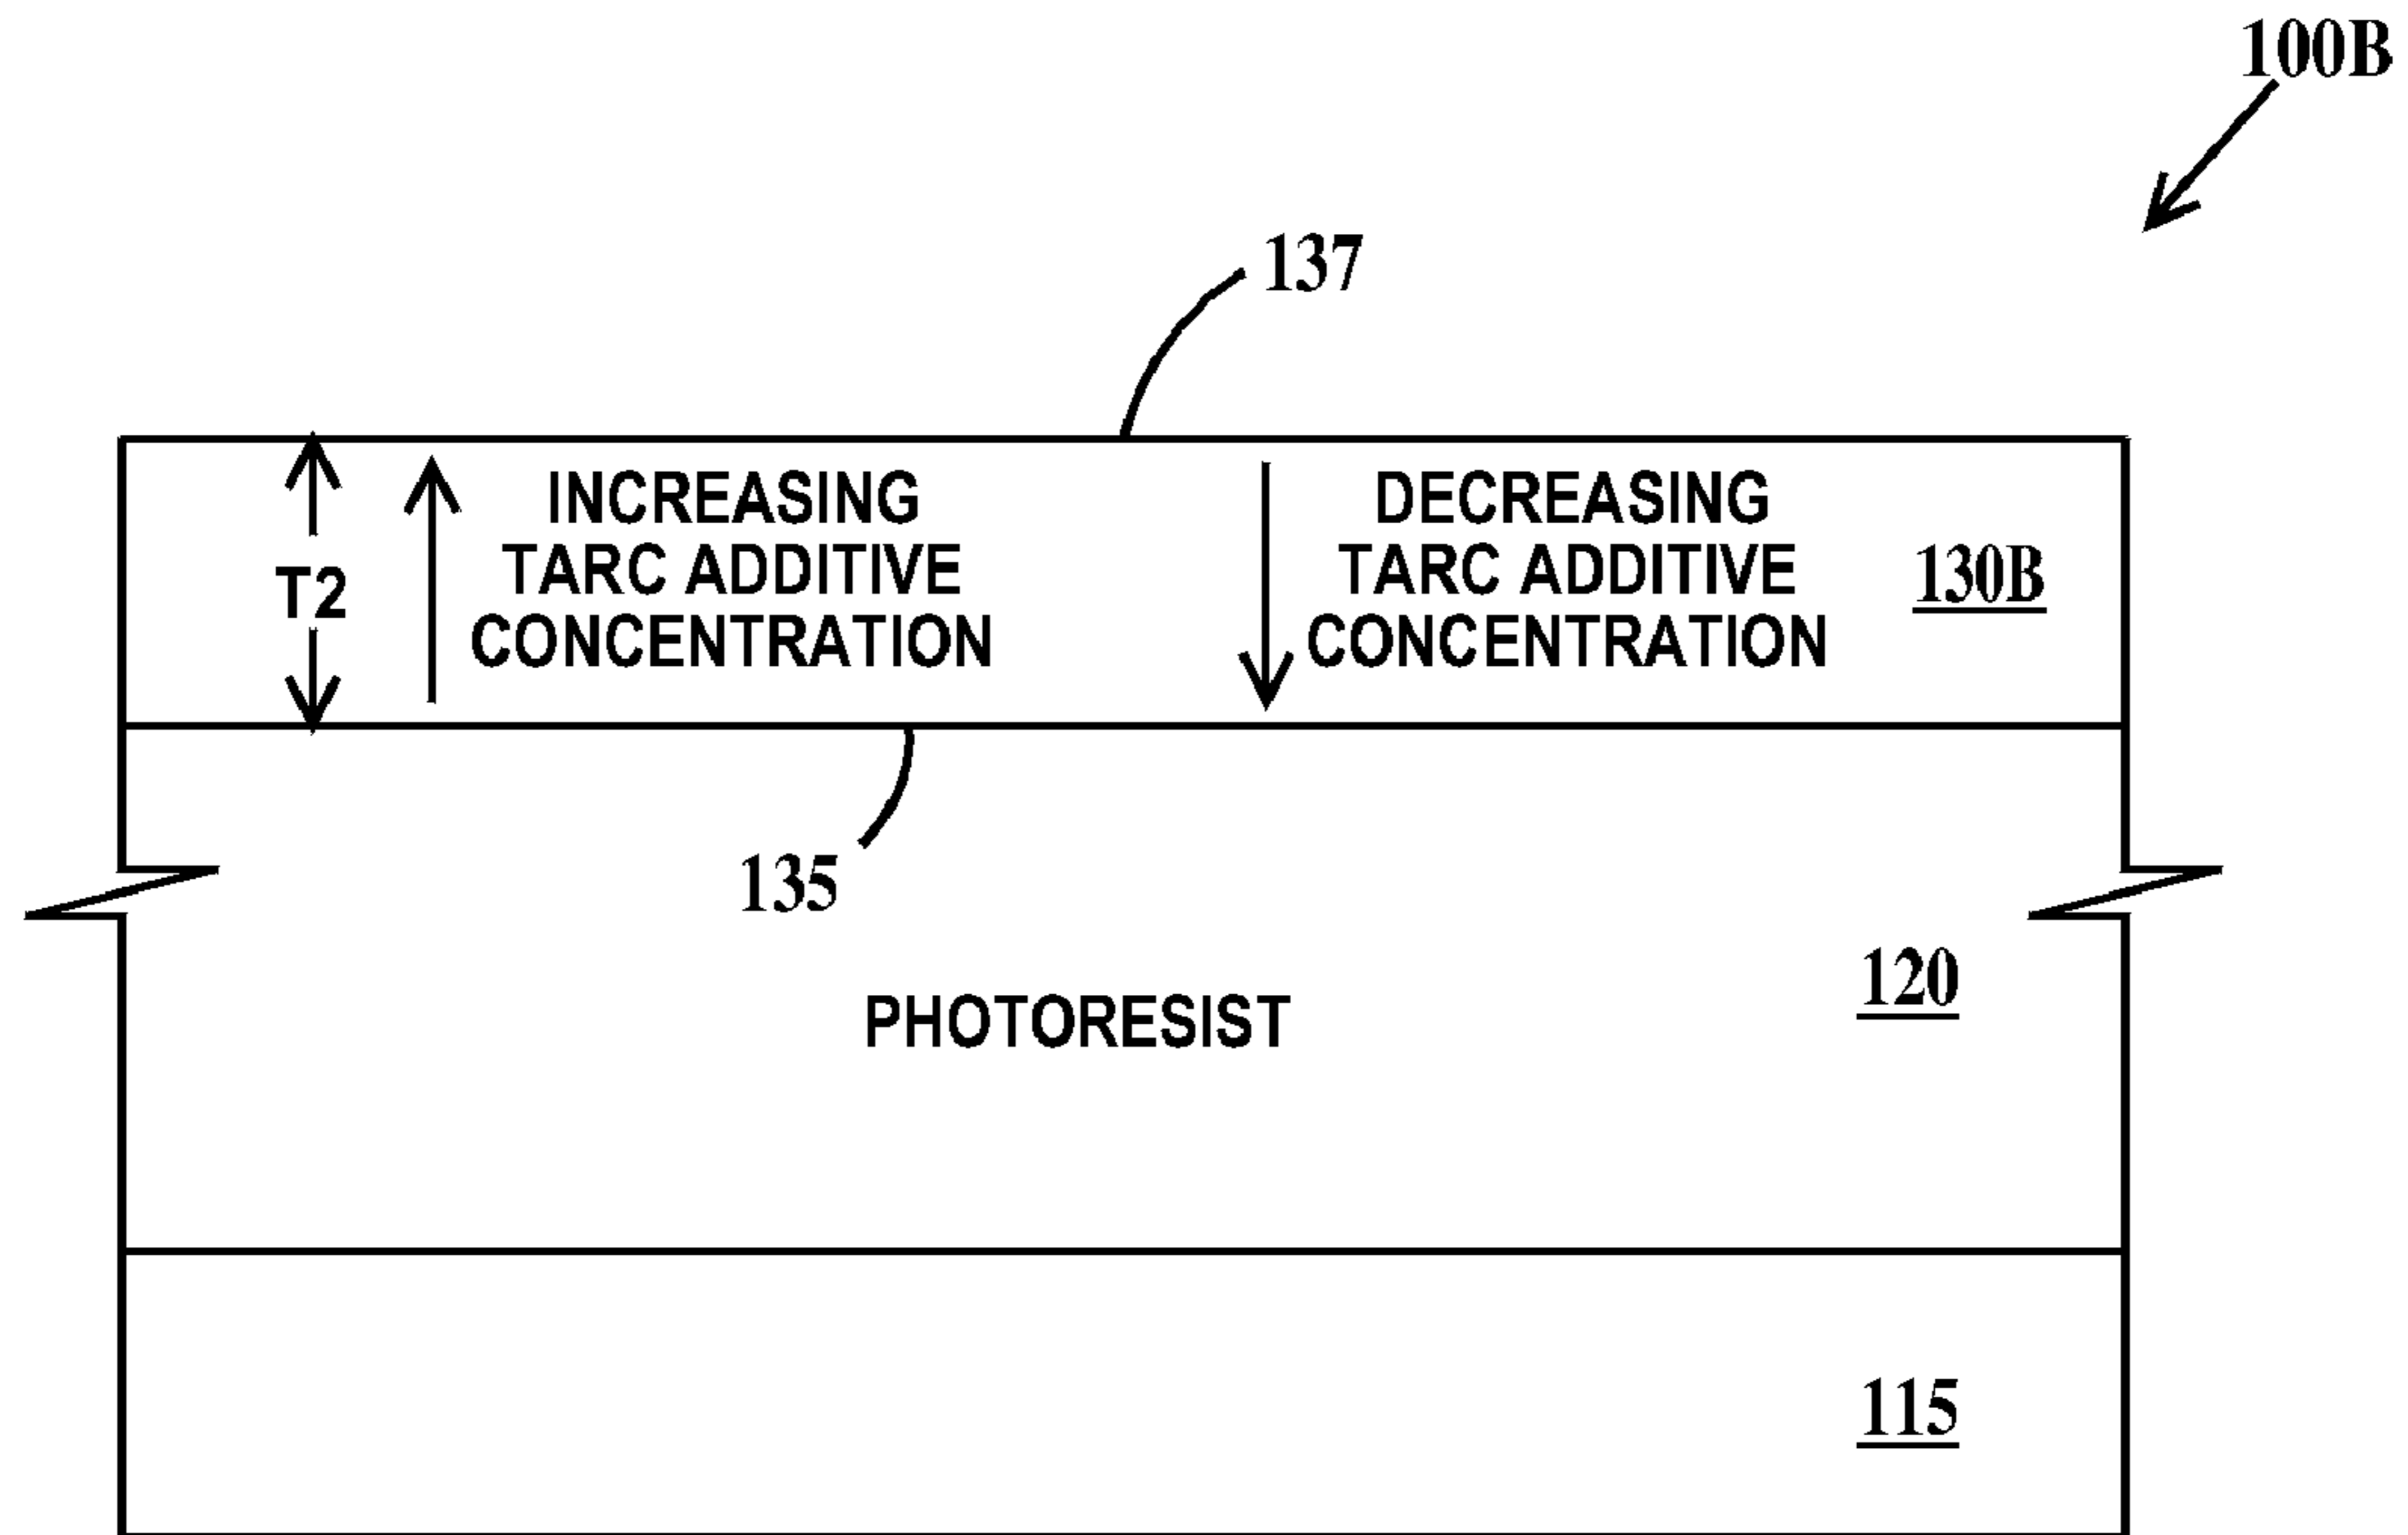 100B
137
INCREASING
TARC ADDITIVE
CONCENTRATION
DECREASING
TARC ADDITIVE
CONCENTRATION
130B
T2
135
120
PHOTORESIST
115